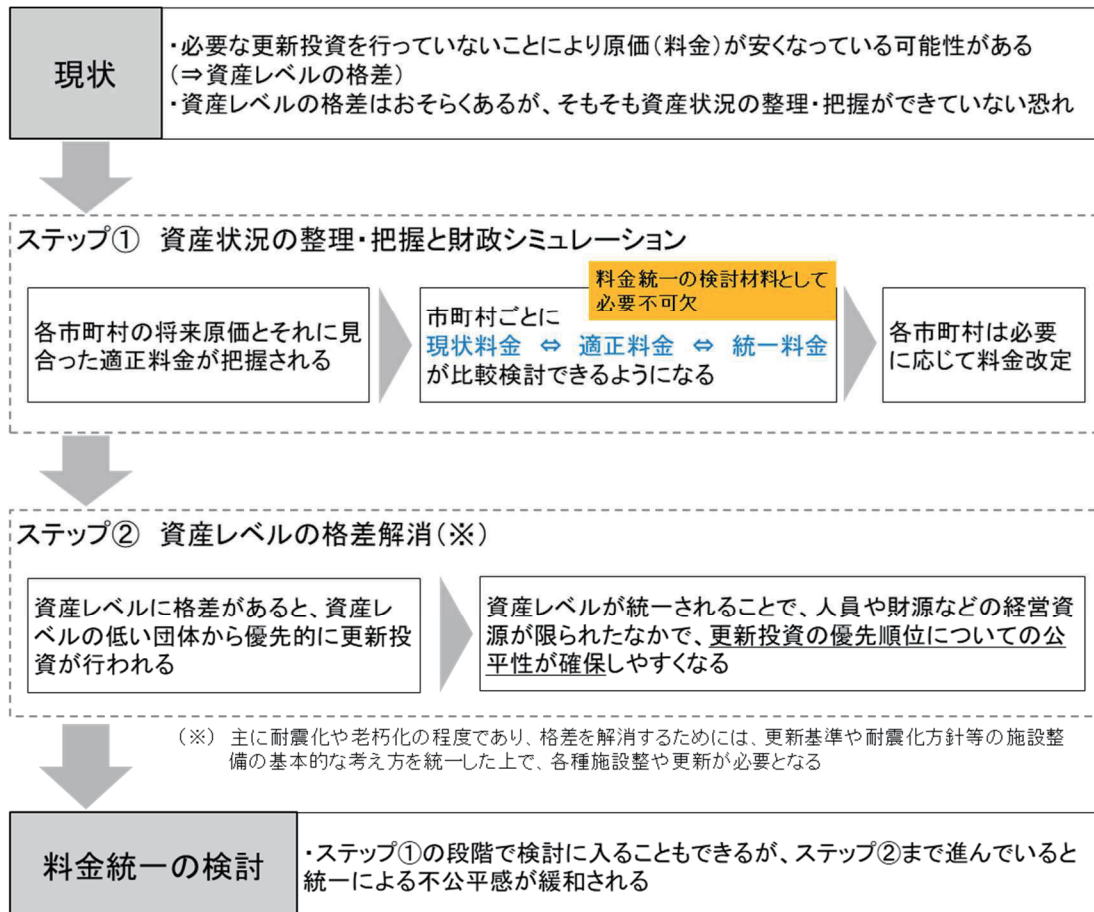 現状
・必要な更新投資を行っていないことにより原価(料金)が安くなっている可能性がある
(⇒資産レベルの格差)
・資産レベルの格差はおそらくあるが、そもそも資産状況の整理・把握ができていない恐れ
ステップ① 資産状況の整理・把握と財政シミュレーション
各市町村の将来原価とそれに見
合った適正料金が把握される
料金統一の検討材料として
必要不可欠
市町村ごとに
現状料金 ⇔ 適正料金 ⇔ 統一料金
が比較検討できるようになる
各市町村は必要
に応じて料金改定
ステップ② 資産レベルの格差解消(※)
資産レベルに格差があると、資産レ
ベルの低い団体から優先的に更新投
資が行われる
資産レベルが統一されることで、人員や財源などの経営資
源が限られたなかで、更新投資の優先順位についての公
平性が確保しやすくなる
(※) 主に耐震化や老朽化の程度であり、格差を解消するためには、更新基準や耐震化方針等の施設整
備の基本的な考え方を統一した上で、各種施設整や更新が必要となる
料金統一の検討
・ステップ①の段階で検討に入ることもできるが、ステップ②まで進んでいると
統一による不公平感が緩和される